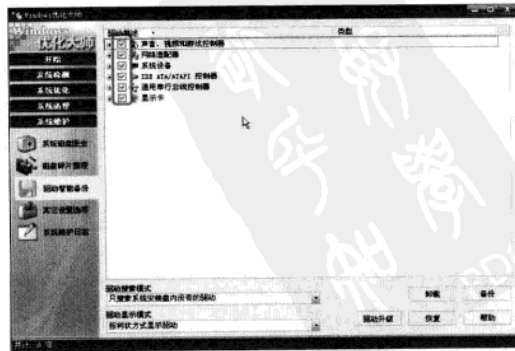 Windows优化大师
Windows
优化大师
开始
系统检测
系统优化
系统清理
系统维护
系统磁盘医生
磁盘碎片整理
驱动智能备份
其它设置选项
系统维护日志
驱动描述
类型
声音、视频和游戏控制器
网络适配器
系统设备
IDE ATA/ATAPI 控制器
通用串行总线控制器
显示卡
驱动搜索模式
只搜索系统安装盘内没有的驱动
驱动显示模式
按树状方式显示驱动
卸载
备份
驱动升级
恢复
帮助